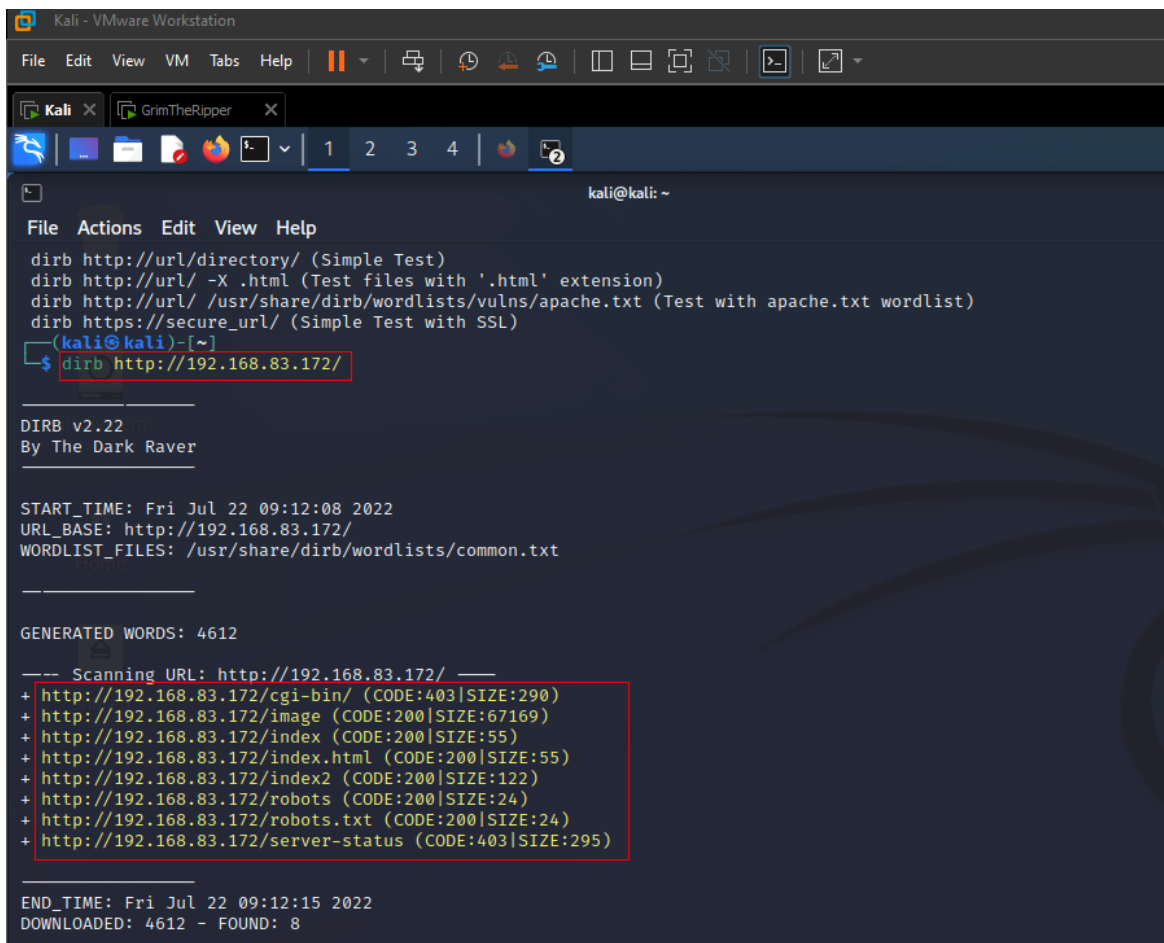 Kali - VMware Workstation
File Edit View VM Tabs Help
Kali GrimTheRipper
1 2 3 4 2
kali@kali: ~
File Actions Edit View Help
dirb http://url/directory/ (Simple Test)
dirb http://url/ -X .html (Test files with '.html' extension)
dirb http://url/ /usr/share/dirb/wordlists/vulns/apache.txt (Test with apache.txt wordlist)
dirb https://secure_url/ (Simple Test with SSL)
┌──(kali㉿kali)-[~]
└─$ dirb http://192.168.83.172/
-----------------
DIRB v2.22
By The Dark Raver
-----------------
START_TIME: Fri Jul 22 09:12:08 2022
URL_BASE: http://192.168.83.172/
WORDLIST_FILES: /usr/share/dirb/wordlists/common.txt
Home
-----------------
GENERATED WORDS: 4612
---- Scanning URL: http://192.168.83.172/ ----
+ http://192.168.83.172/cgi-bin/ (CODE:403|SIZE:290)
+ http://192.168.83.172/image (CODE:200|SIZE:67169)
+ http://192.168.83.172/index (CODE:200|SIZE:55)
+ http://192.168.83.172/index.html (CODE:200|SIZE:55)
+ http://192.168.83.172/index2 (CODE:200|SIZE:122)
+ http://192.168.83.172/robots (CODE:200|SIZE:24)
+ http://192.168.83.172/robots.txt (CODE:200|SIZE:24)
+ http://192.168.83.172/server-status (CODE:403|SIZE:295)
-----------------
END_TIME: Fri Jul 22 09:12:15 2022
DOWNLOADED: 4612 - FOUND: 8